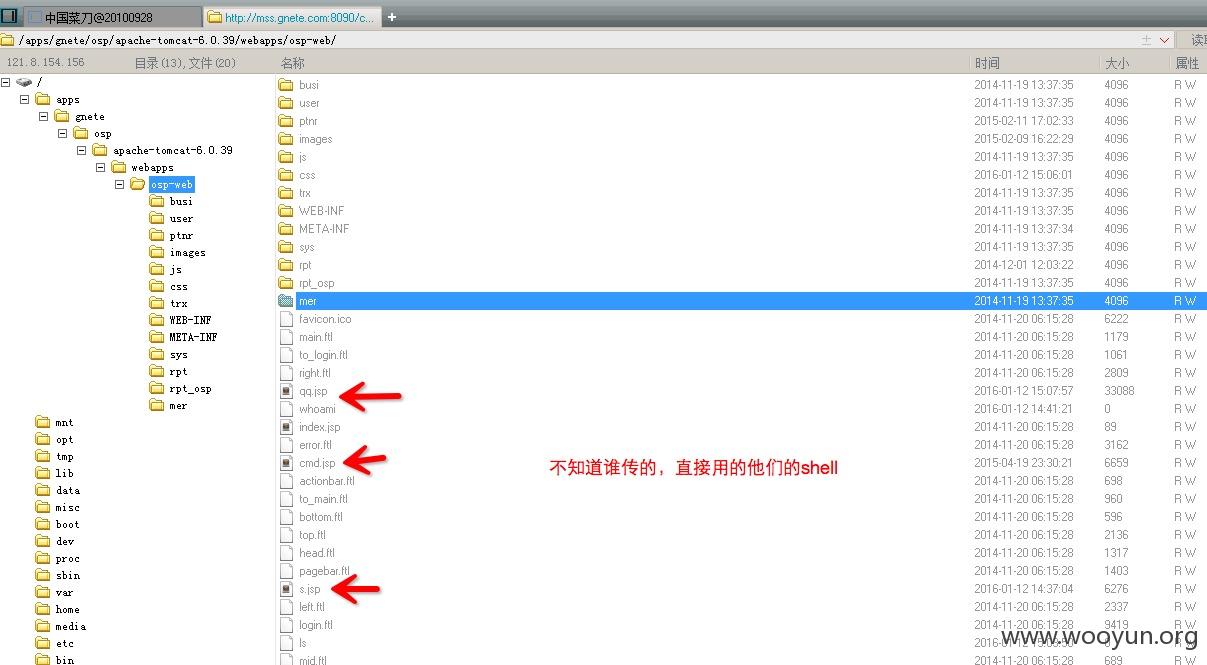 中国菜刀@20100928
http://mss.gnete.com:8090/c...
/apps/gnete/osp/apache-tomcat-6.0.39/webapps/osp-web/
121.8.154.156 目录(13),文件(20) 名称 时间 大小 属性
/
apps
gnete
osp
apache-tomcat-6.0.39
webapps
osp-web
busi
user
ptnr
images
js
css
trx
WEB-INF
META-INF
sys
rpt
rpt_osp
mer
mnt
opt
tmp
lib
data
misc
boot
dev
proc
sbin
var
home
media
etc
bin
busi 2014-11-19 13:37:35 4096 R W
user 2014-11-19 13:37:35 4096 R W
ptnr 2015-02-11 17:02:33 4096 R W
images 2015-02-09 16:22:29 4096 R W
js 2014-11-19 13:37:35 4096 R W
css 2016-01-12 15:06:01 4096 R W
trx 2014-11-19 13:37:35 4096 R W
WEB-INF 2014-11-19 13:37:35 4096 R W
META-INF 2014-11-19 13:37:34 4096 R W
sys 2014-11-19 13:37:35 4096 R W
rpt 2014-12-01 12:03:22 4096 R W
rpt_osp 2014-11-19 13:37:35 4096 R W
mer 2014-11-19 13:37:35 4096 R W
favicon.ico 2014-11-20 06:15:28 6222 R W
main.ftl 2014-11-20 06:15:28 1179 R W
to_login.ftl 2014-11-20 06:15:28 1061 R W
right.ftl 2014-11-20 06:15:28 2809 R W
qq.jsp 2016-01-12 15:07:57 33088 R W
whoami 2016-01-12 14:41:21 0 R W
index.jsp 2014-11-20 06:15:28 89 R W
error.ftl 2014-11-20 06:15:28 3162 R W
cmd.jsp 2015-04-19 23:30:21 6659 R W
actionbar.ftl 2014-11-20 06:15:28 698 R W
to_main.ftl 2014-11-20 06:15:28 960 R W
bottom.ftl 2014-11-20 06:15:28 596 R W
top.ftl 2014-11-20 06:15:28 2136 R W
head.ftl 2014-11-20 06:15:28 1317 R W
pagebar.ftl 2014-11-20 06:15:28 1403 R W
s.jsp 2016-01-12 14:37:04 6276 R W
left.ftl 2014-11-20 06:15:28 2337 R W
login.ftl 2014-11-20 06:15:28 9419 R W
ls 2016-01-12 R W
mid.ftl 2014-11-20 06:15:28 689 R W
不知道谁传的，直接用的他们的shell
www.wooyun.org